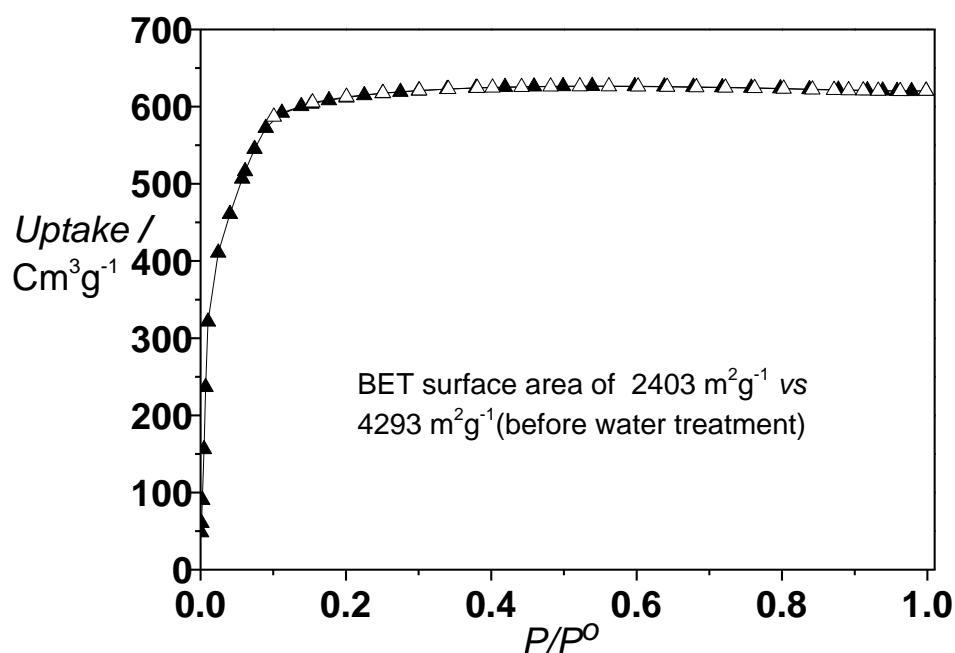 700
600
500
400
300
200
100
0
Uptake /
Cm³g⁻¹
BET surface area of 2403 m²g⁻¹ vs
4293 m²g⁻¹(before water treatment)
0.0 0.2 0.4 0.6 0.8 1.0
P/P⁰